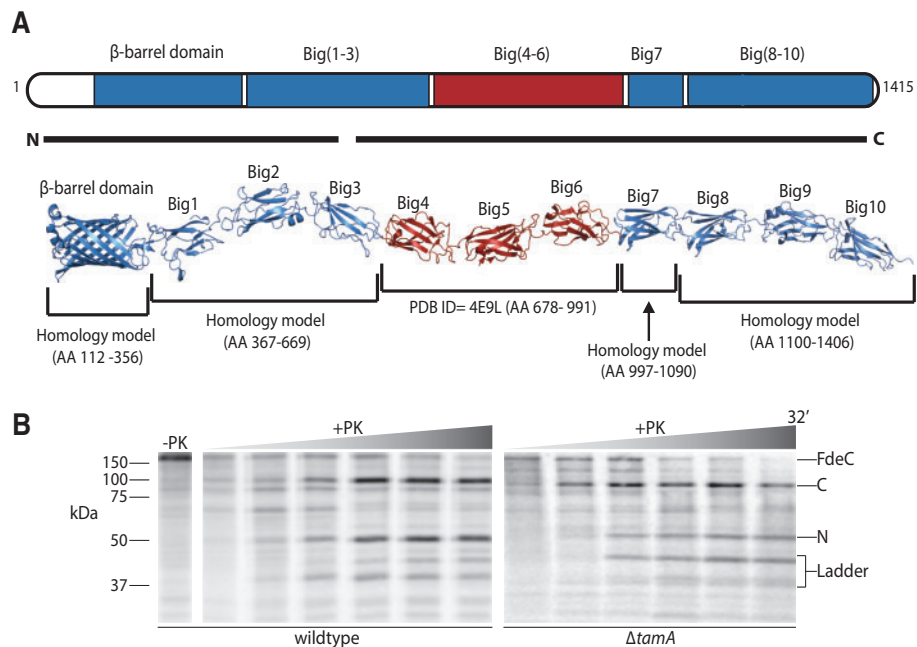 A
β-barrel domain Big(1-3) Big(4-6) Big7 Big(8-10)
1 1415
N C
β-barrel domain Big1 Big2 Big3 Big4 Big5 Big6 Big7 Big8 Big9 Big10
Homology model
(AA 112 -356)
Homology model
(AA 367-669)
PDB ID= 4E9L (AA 678- 991)
Homology model
(AA 997-1090)
Homology model
(AA 1100-1406)
B
-PK +PK +PK 32'
150
100
75
kDa
50
37
FdeC
C
N
Ladder
wildtype ΔtamA